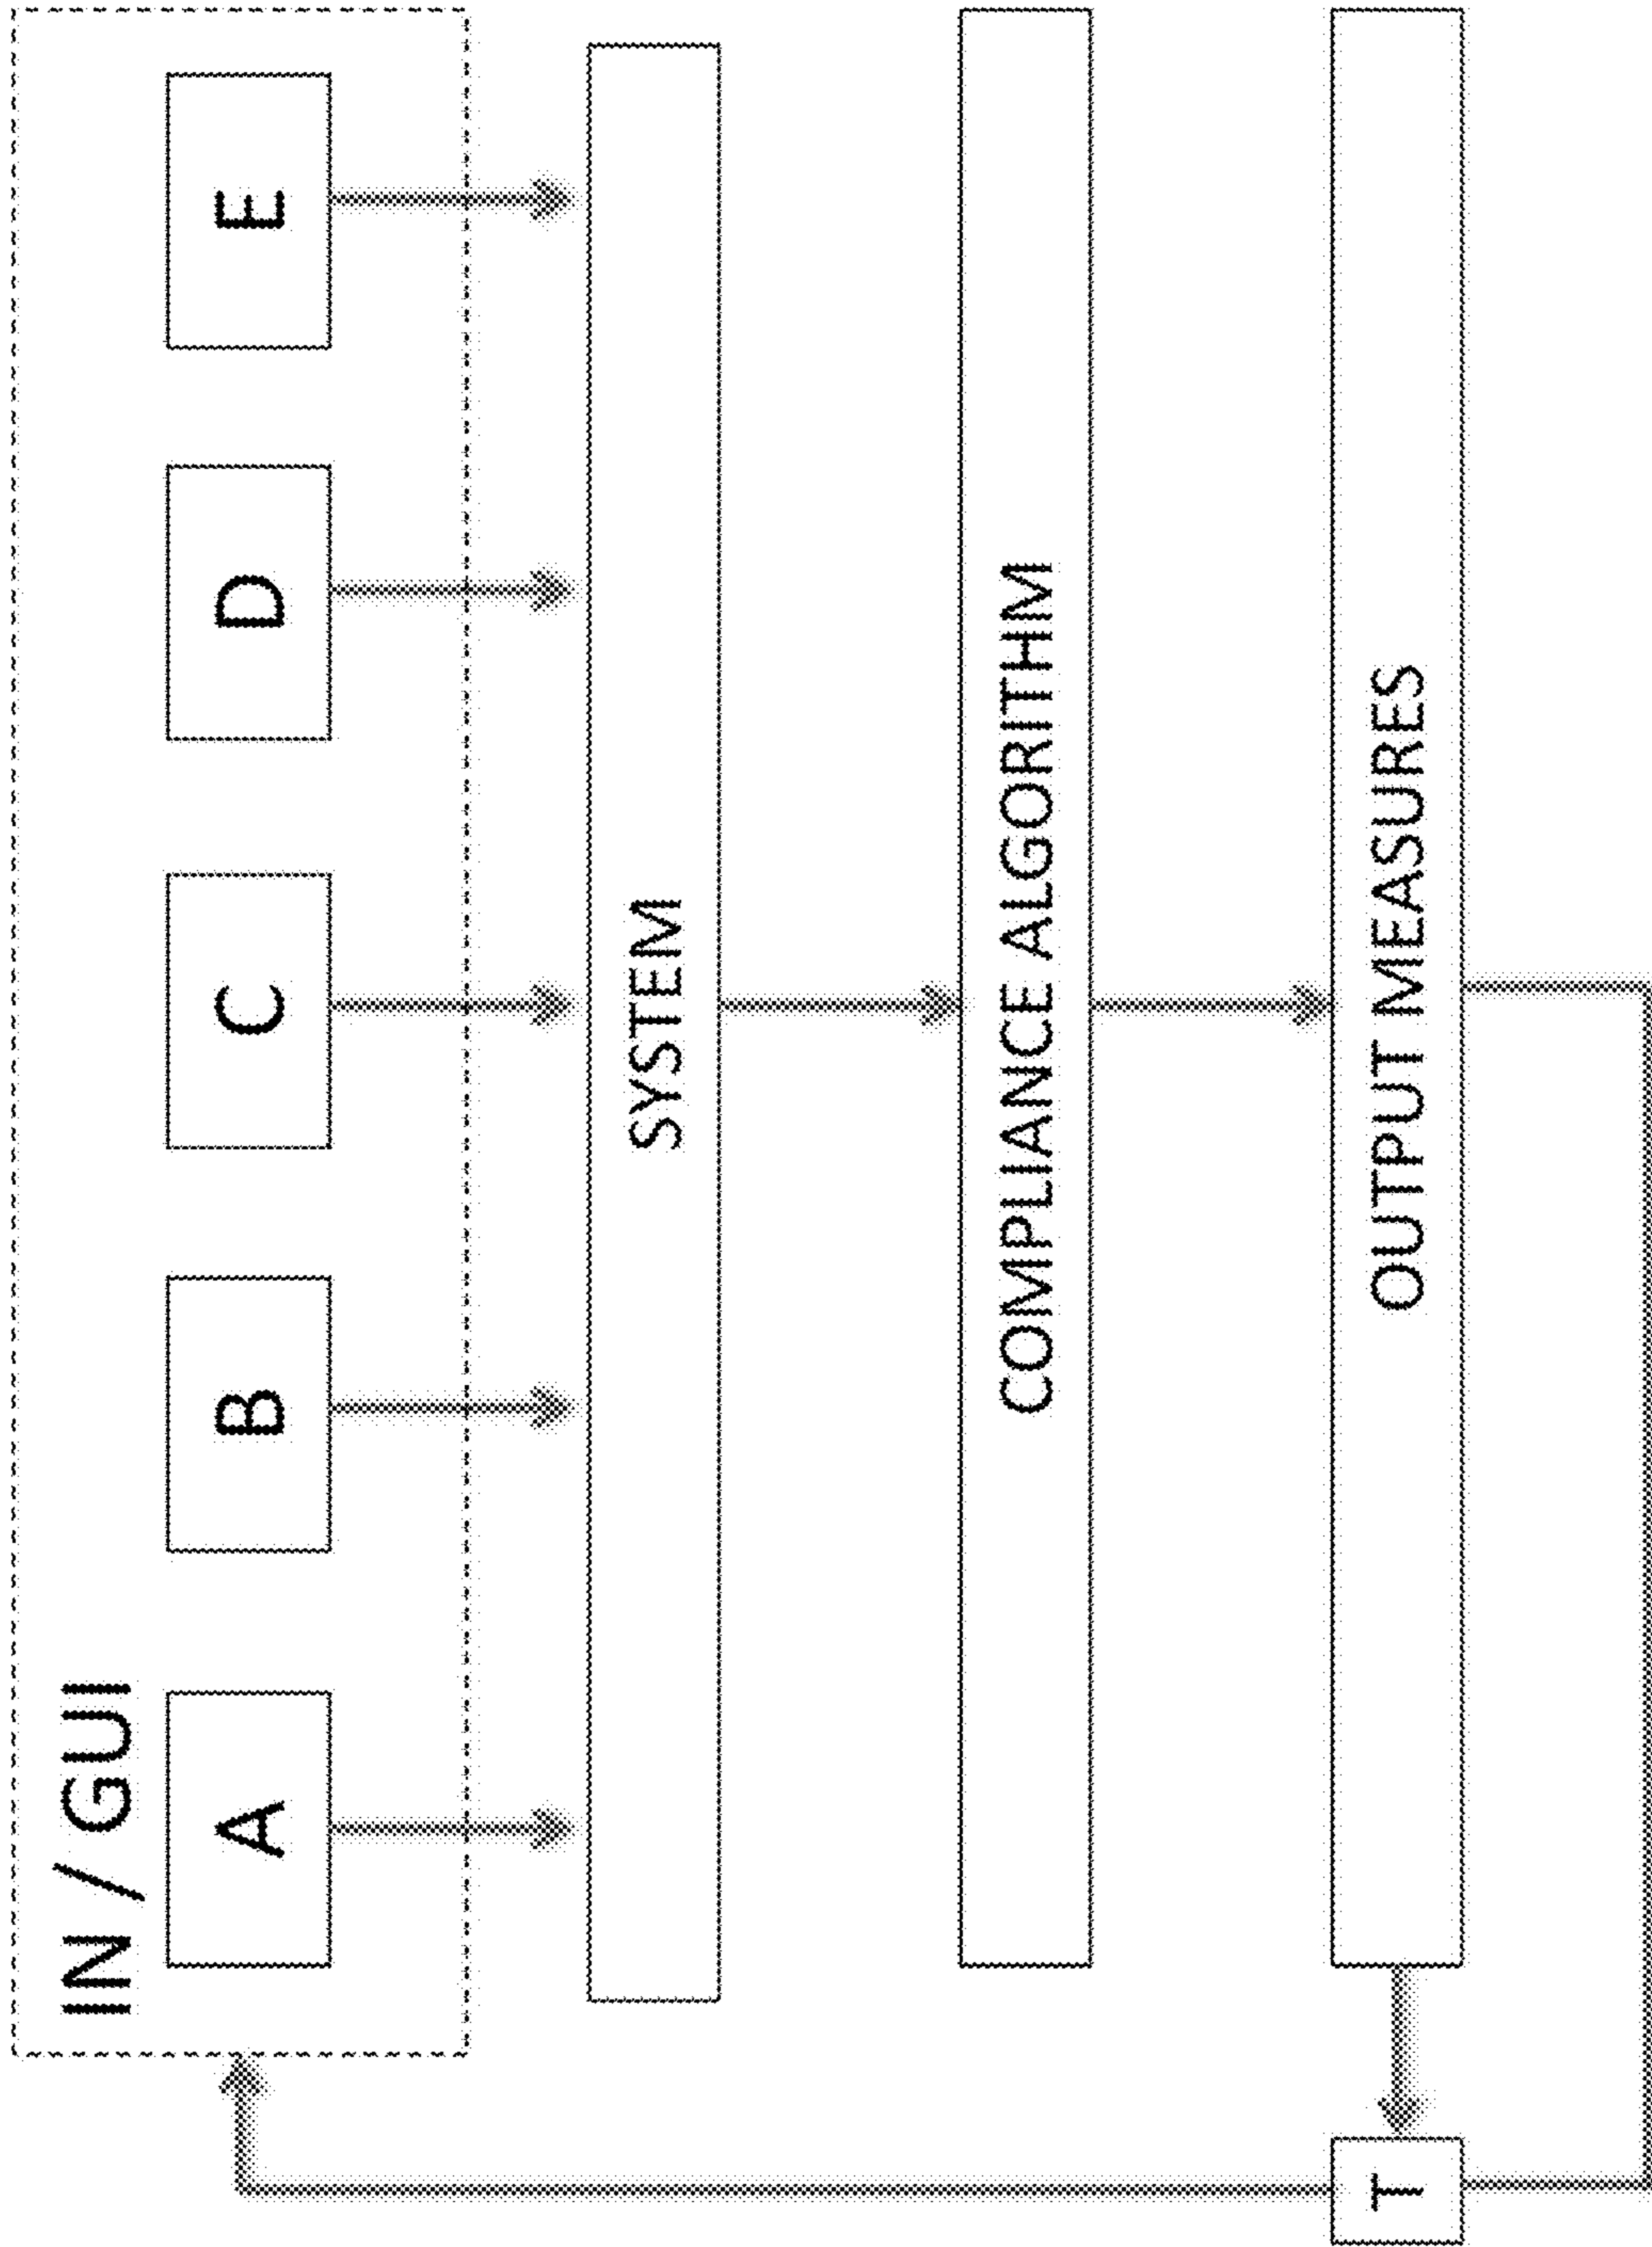 IN / GUI
A
B
C
D
E
SYSTEM
COMPLIANCE ALGORITHM
OUTPUT MEASURES
T